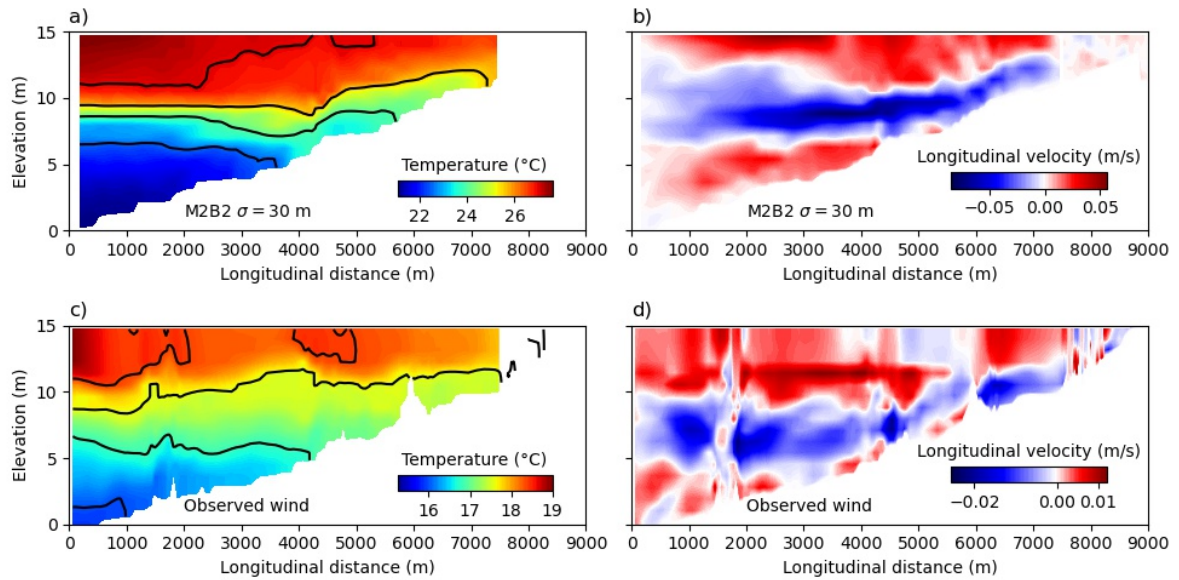 a)
b)
15
10
5
0
Elevation (m)
Temperature (°C)
22 24 26
M2B2 σ = 30 m
0 1000 2000 3000 4000 5000 6000 7000 8000 9000
Longitudinal distance (m)
Longitudinal velocity (m/s)
−0.05 0.00 0.05
M2B2 σ = 30 m
0 1000 2000 3000 4000 5000 6000 7000 8000 9000
Longitudinal distance (m)
c)
d)
15
10
5
0
Elevation (m)
Temperature (°C)
16 17 18 19
Observed wind
0 1000 2000 3000 4000 5000 6000 7000 8000 9000
Longitudinal distance (m)
Longitudinal velocity (m/s)
−0.02 0.00 0.01
Observed wind
0 1000 2000 3000 4000 5000 6000 7000 8000 9000
Longitudinal distance (m)